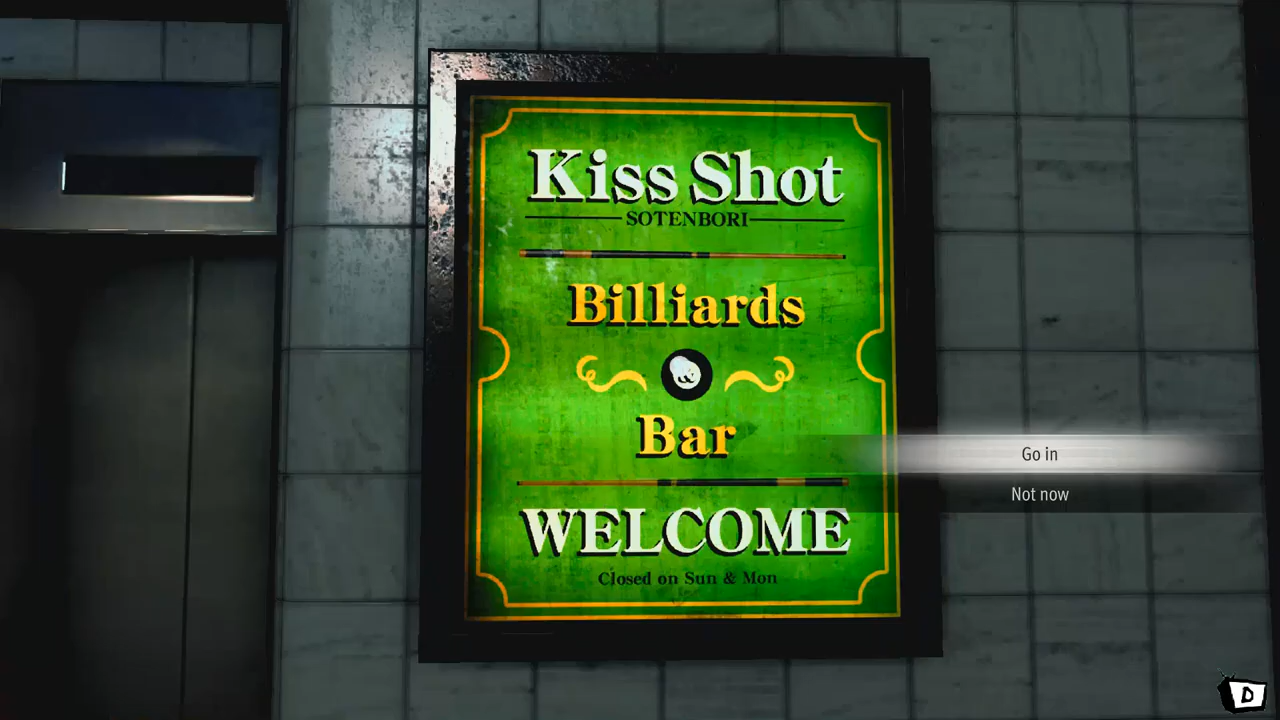 Kiss Shot
SOTENBORI
Billiards
Bar
WELCOME
Closed on Sun & Mon
Go in
Not now
D